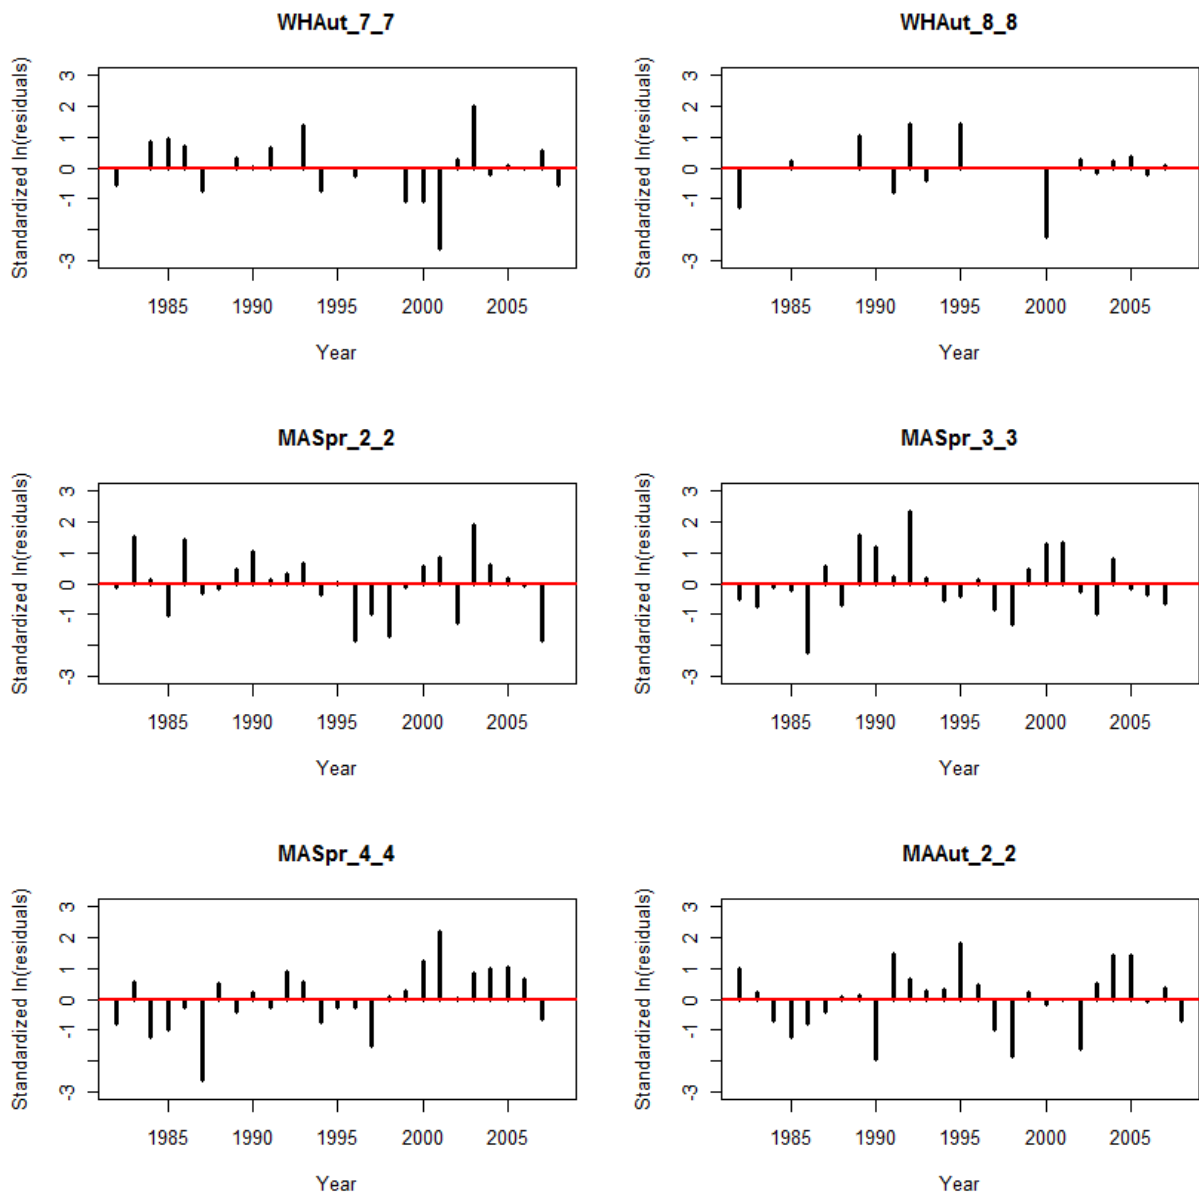 WHAut_7_7
Standardized ln(residuals)
3
2
1
0
-1
-3
1985 1990 1995 2000 2005
Year
WHAut_8_8
Standardized ln(residuals)
3
2
1
0
-1
-3
1985 1990 1995 2000 2005
Year
MASpr_2_2
Standardized ln(residuals)
3
2
1
0
-1
-3
1985 1990 1995 2000 2005
Year
MASpr_3_3
Standardized ln(residuals)
3
2
1
0
-1
-3
1985 1990 1995 2000 2005
Year
MASpr_4_4
Standardized ln(residuals)
3
2
1
0
-1
-3
1985 1990 1995 2000 2005
Year
MAAut_2_2
Standardized ln(residuals)
3
2
1
0
-1
-3
1985 1990 1995 2000 2005
Year